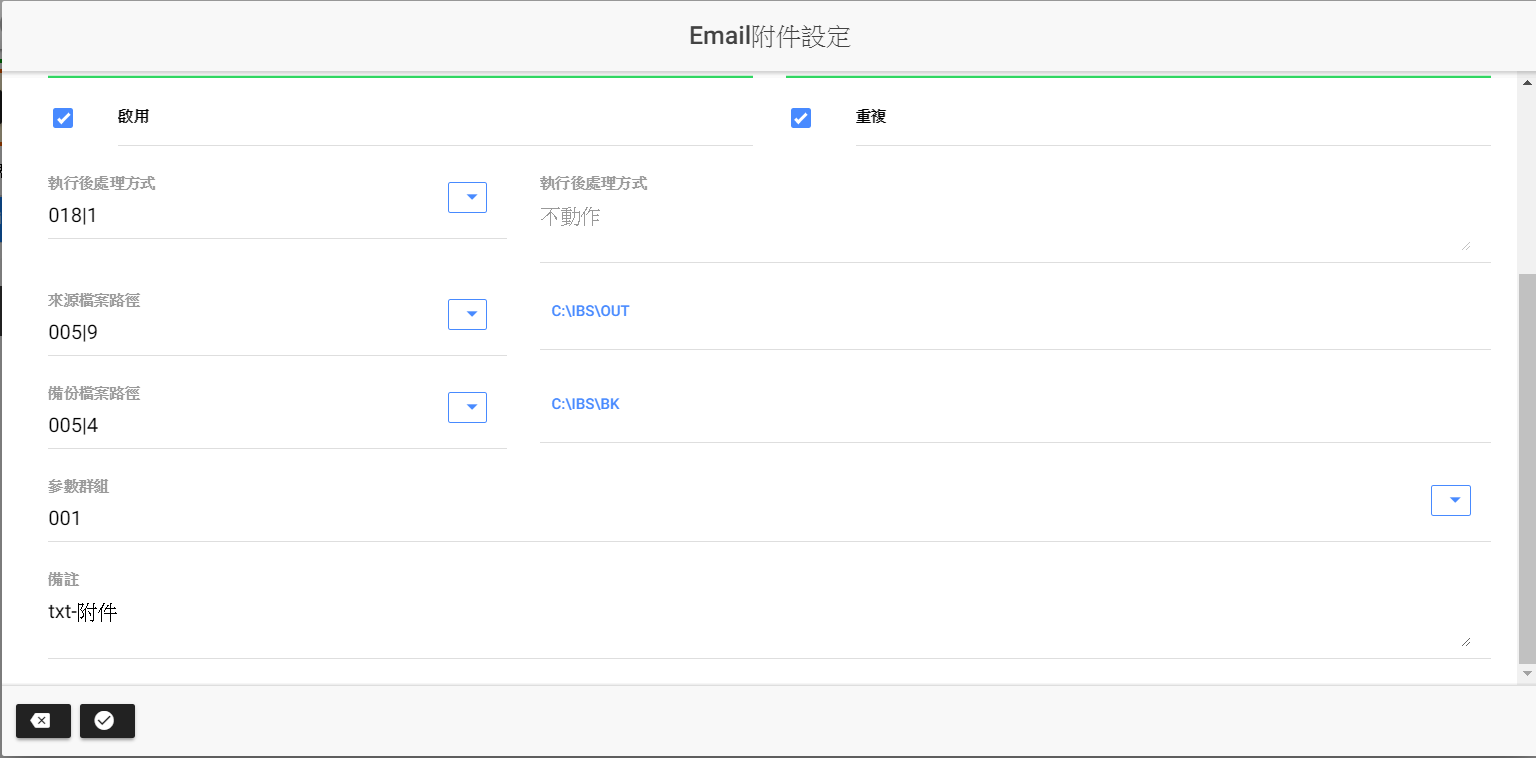 Email附件設定
啟用
重複
執行後處理方式
018|1
執行後處理方式
不動作
來源檔案路徑
005|9
C:\IBS\OUT
備份檔案路徑
005|4
C:\IBS\BK
參數群組
001
備註
txt-附件